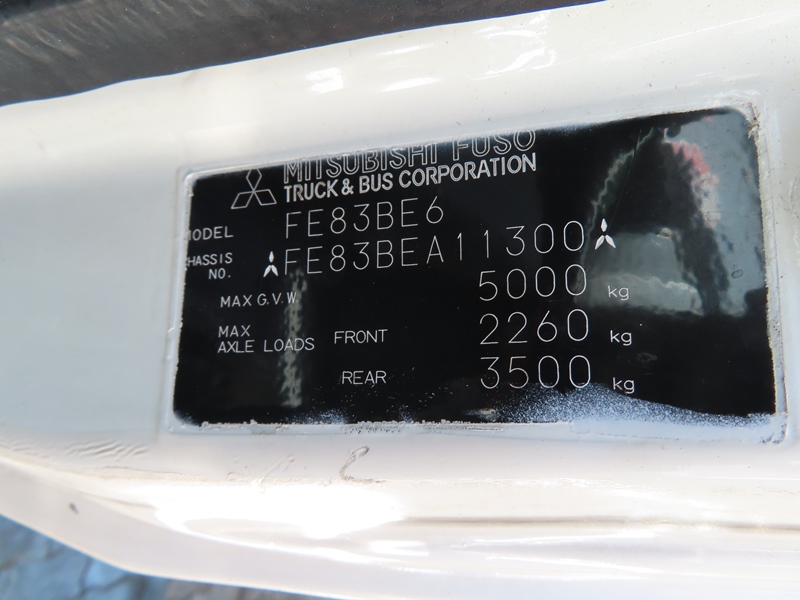 MITSUBISHI FUSO
TRUCK & BUS CORPORATION
MODEL FE83BE6
CHASSIS NO. FE83BEA11300
MAX G.V.W. 5000 kg
MAX AXLE LOADS FRONT 2260 kg
REAR 3500 kg